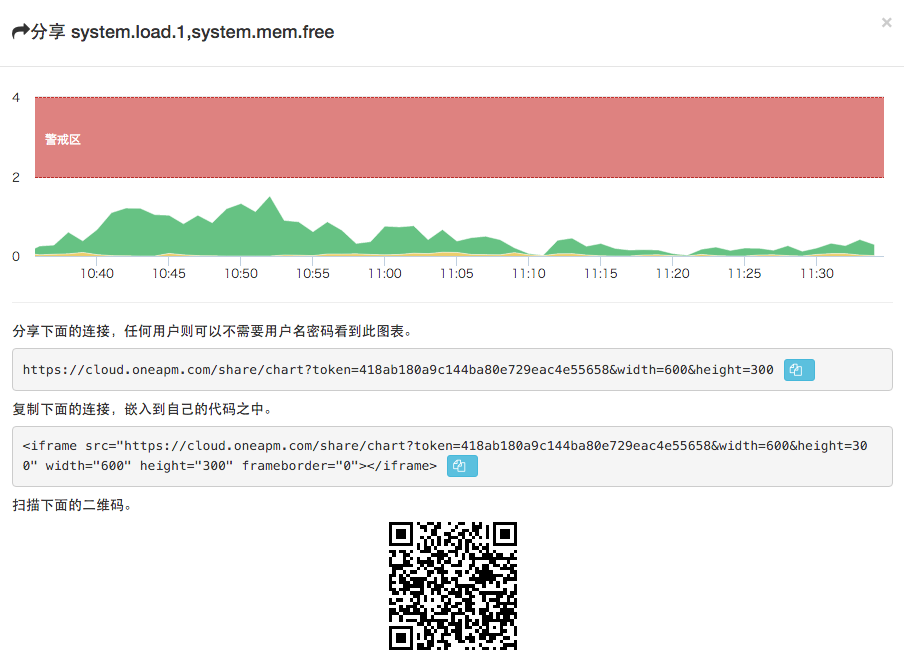 分享 system.load.1,system.mem.free
×
4
警戒区
2
0
10:40 10:45 10:50 10:55 11:00 11:05 11:10 11:15 11:20 11:25 11:30
分享下面的连接，任何用户则可以不需要用户名密码看到此图表。
https://cloud.oneapm.com/share/chart?token=418ab180a9c144ba80e729eac4e55658&width=600&height=300
复制下面的连接，嵌入到自己的代码之中。
<iframe src="https://cloud.oneapm.com/share/chart?token=418ab180a9c144ba80e729eac4e55658&width=600&height=30
0" width="600" height="300" frameborder="0"></iframe>
扫描下面的二维码。